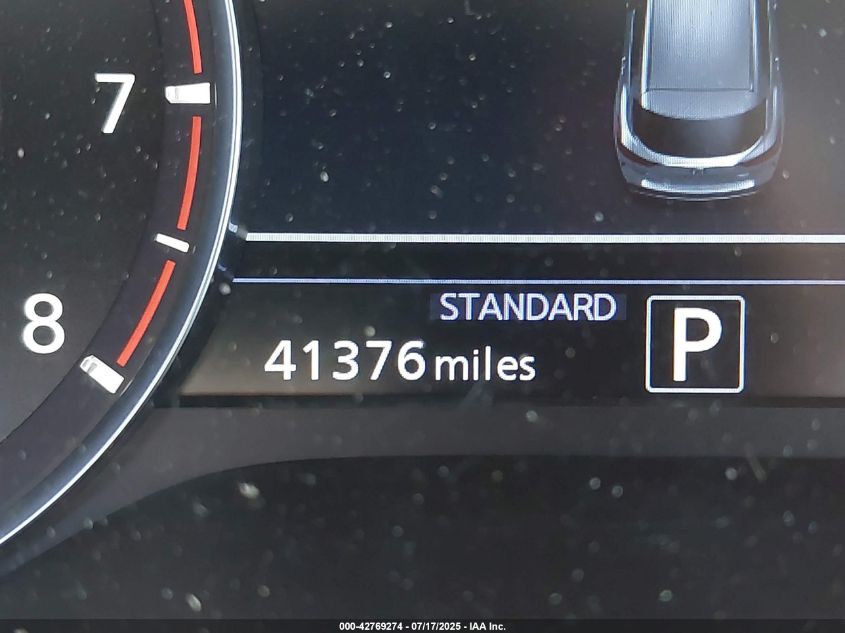 7
8
STANDARD
41376 miles
P
000-42769274 - 07/17/2025 - IAA Inc.